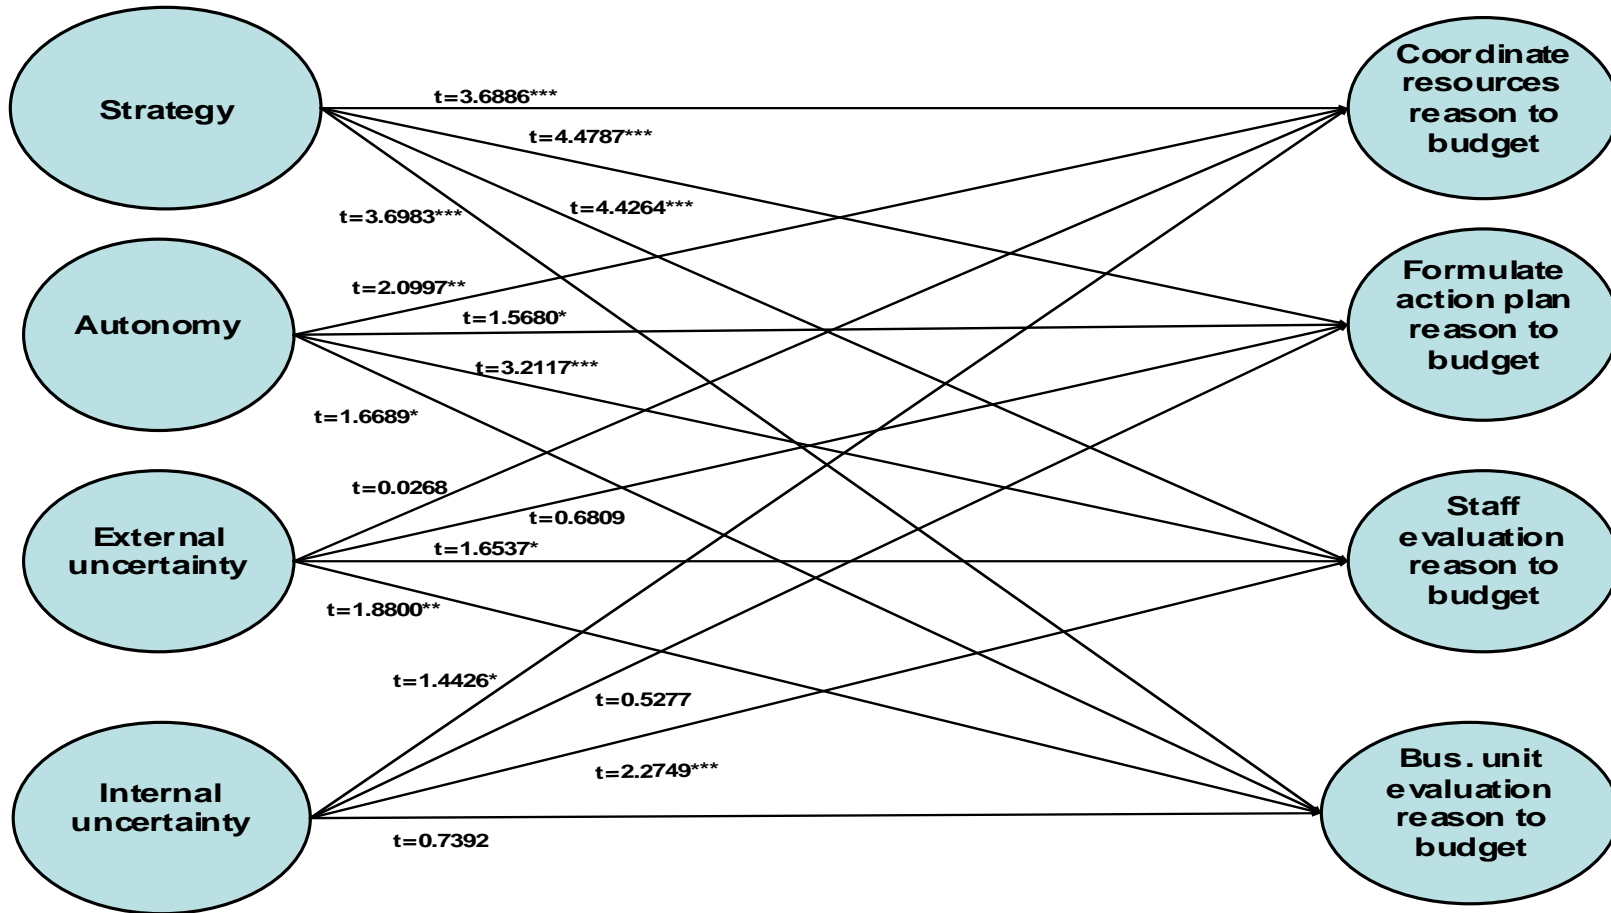 Strategy
Autonomy
External
uncertainty
Internal
uncertainty
t=3.6886***
t=4.4787***
t=4.4264***
t=3.6983***
t=2.0997**
t=1.5680*
t=3.2117***
t=1.6689*
t=0.0268
t=0.6809
t=1.6537*
t=1.8800**
t=1.4426*
t=0.5277
t=2.2749***
t=0.7392
Coordinate
resources
reason to
budget
Formulate
action plan
reason to
budget
Staff
evaluation
reason to
budget
Bus. unit
evaluation
reason to
budget